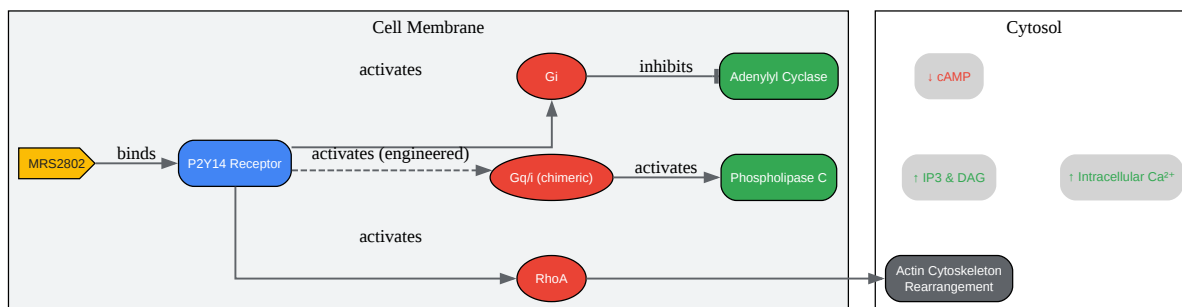 Cell Membrane
Cytosol
activates
Gi
inhibits
Adenylyl Cyclase
↓ cAMP
MRS2802
binds
P2Y14 Receptor
activates (engineered)
Gq/i (chimeric)
activates
Phospholipase C
↑ IP3 & DAG
↑ Intracellular Ca²⁺
activates
RhoA
Actin Cytoskeleton
Rearrangement